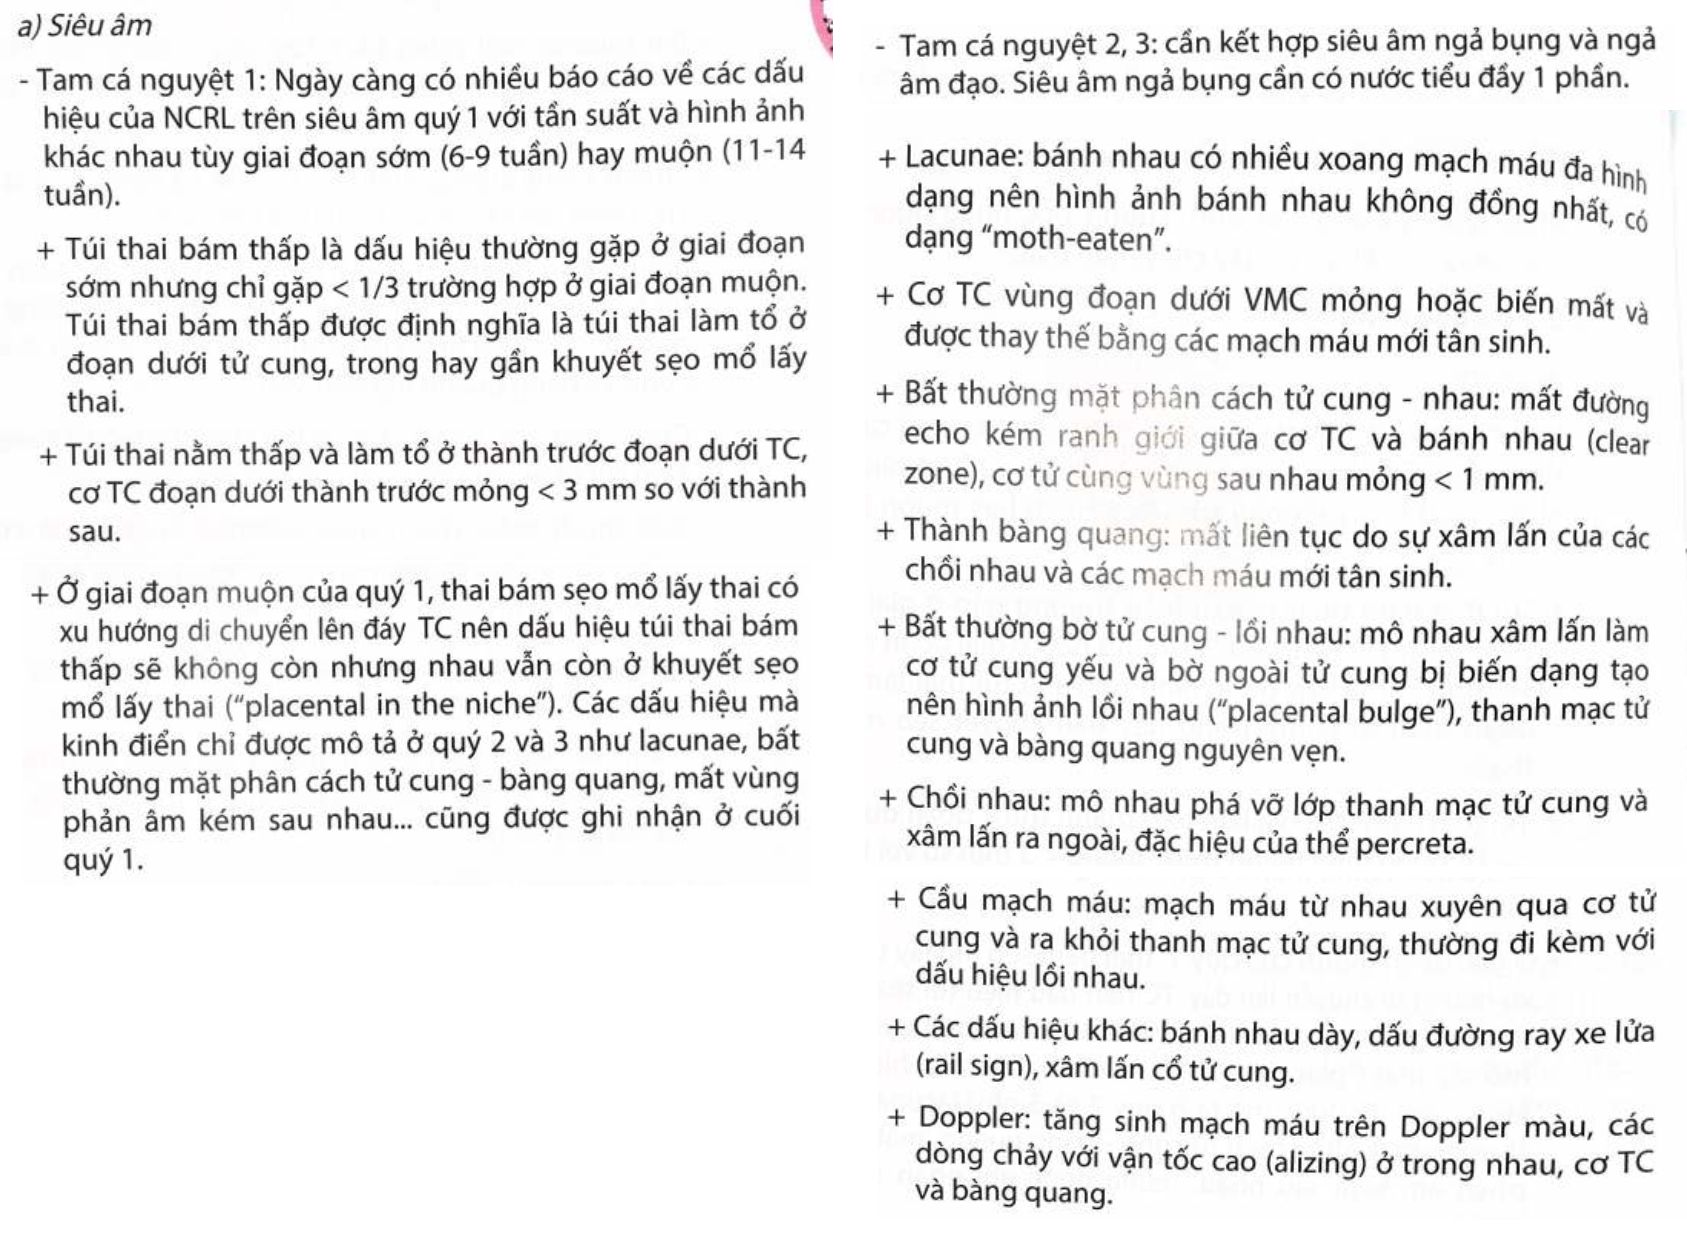 a) Siêu âm
- Tam cá nguyệt 1: Ngày càng có nhiều báo cáo về các dấu
hiệu của NCRL trên siêu âm quý 1 với tần suất và hình ảnh
khác nhau tùy giai đoạn sớm (6-9 tuần) hay muộn (11-14
tuần).
+ Túi thai bám thấp là dấu hiệu thường gặp ở giai đoạn
sớm nhưng chỉ gặp < 1/3 trường hợp ở giai đoạn muộn.
Túi thai bám thấp được định nghĩa là túi thai làm tổ ở
đoạn dưới tử cung, trong hay gần khuyết sẹo mổ lấy
thai.
+ Túi thai nằm thấp và làm tổ ở thành trước đoạn dưới TC,
cơ TC đoạn dưới thành trước mỏng < 3 mm so với thành
sau.
+ Ở giai đoạn muộn của quý 1, thai bám sẹo mổ lấy thai có
xu hướng di chuyển lên đáy TC nên dấu hiệu túi thai bám
thấp sẽ không còn nhưng nhau vẫn còn ở khuyết sẹo
mổ lấy thai ("placental in the niche"). Các dấu hiệu mà
kinh điển chỉ được mô tả ở quý 2 và 3 như lacunae, bất
thường mặt phân cách tử cung - bàng quang, mất vùng
phản âm kém sau nhau... cũng được ghi nhận ở cuối
quý 1.
- Tam cá nguyệt 2, 3: cần kết hợp siêu âm ngả bụng và ngả
âm đạo. Siêu âm ngả bụng cần có nước tiểu đầy 1 phần.
+ Lacunae: bánh nhau có nhiều xoang mạch máu đa hình
dạng nên hình ảnh bánh nhau không đồng nhất, có
dạng "moth-eaten".
+ Cơ TC vùng đoạn dưới VMC mỏng hoặc biến mất và
được thay thế bằng các mạch máu mới tân sinh.
+ Bất thường mặt phân cách tử cung - nhau: mất đường
echo kém ranh giới giữa cơ TC và bánh nhau (clear
zone), cơ tử cùng vùng sau nhau mỏng < 1 mm.
+ Thành bàng quang: mất liên tục do sự xâm lấn của các
chồi nhau và các mạch máu mới tân sinh.
+ Bất thường bờ tử cung - lồi nhau: mô nhau xâm lấn làm
cơ tử cung yếu và bờ ngoài tử cung bị biến dạng tạo
nên hình ảnh lồi nhau ("placental bulge"), thanh mạc tử
cung và bàng quang nguyên vẹn.
+ Chồi nhau: mô nhau phá vỡ lớp thanh mạc tử cung và
xâm lấn ra ngoài, đặc hiệu của thể percreta.
+ Cầu mạch máu: mạch máu từ nhau xuyên qua cơ tử
cung và ra khỏi thanh mạc tử cung, thường đi kèm với
dấu hiệu lồi nhau.
+ Các dấu hiệu khác: bánh nhau dày, dấu đường ray xe lửa
(rail sign), xâm lấn cổ tử cung.
+ Doppler: tăng sinh mạch máu trên Doppler màu, các
dòng chảy với vận tốc cao (alizing) ở trong nhau, cơ TC
và bàng quang.